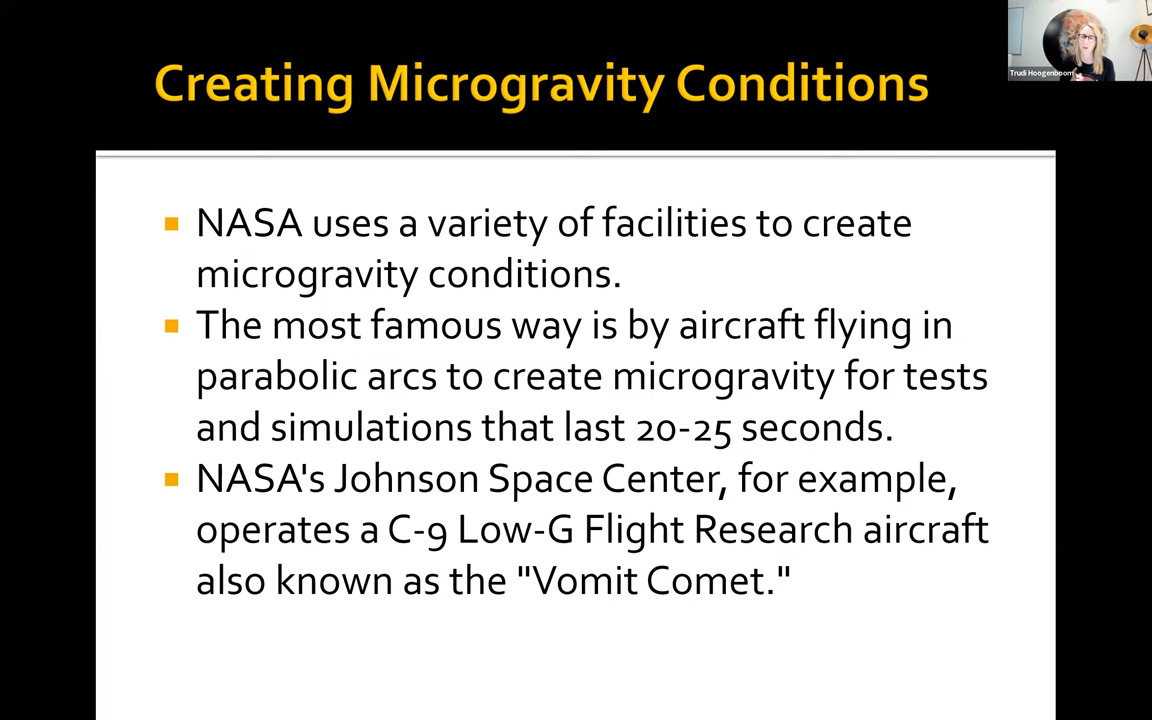 Creating Microgravity Conditions
Trudi Hoogenboom
NASA uses a variety of facilities to create
microgravity conditions.
The most famous way is by aircraft flying in
parabolic arcs to create microgravity for tests
and simulations that last 20-25 seconds.
NASA's Johnson Space Center, for example,
operates a C-9 Low-G Flight Research aircraft
also known as the "Vomit Comet."